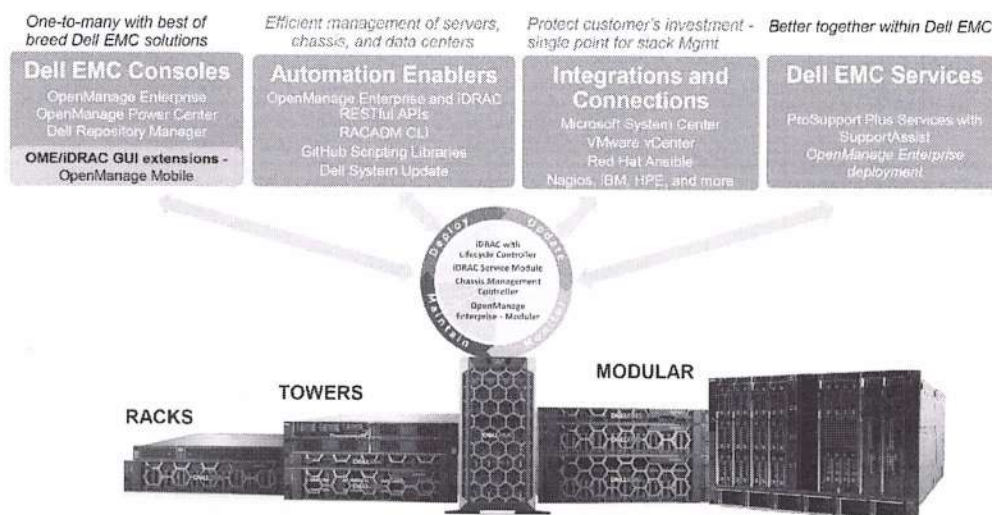 One-to-many with best of
breed Dell EMC solutions
Dell EMC Consoles
OpenManage Enterprise
OpenManage Power Center
Dell Repository Manager
OME/iDRAC GUI extensions -
OpenManage Mobile
Efficient management of servers,
chassis, and data centers
Automation Enablers
OpenManage Enterprise and iDRAC
RESTful APIs
RACADM CLI
GitHub Scripting Libraries
Dell System Update
Protect customer's investment -
single point for stack Mgmt
Integrations and
Connections
Microsoft System Center
VMware vCenter
Red Hat Ansible
Nagios, IBM, HPE, and more
Better together within Dell EMC
Dell EMC Services
ProSupport Plus Services with
SupportAssist
OpenManage Enterprise
deployment
Deploy
Update
Maintain
Monitor
iDRAC with
Lifecycle Controller
iDRAC Service Module
Chassis Management
Controller
OpenManage
Enterprise - Modular
RACKS
TOWERS
MODULAR